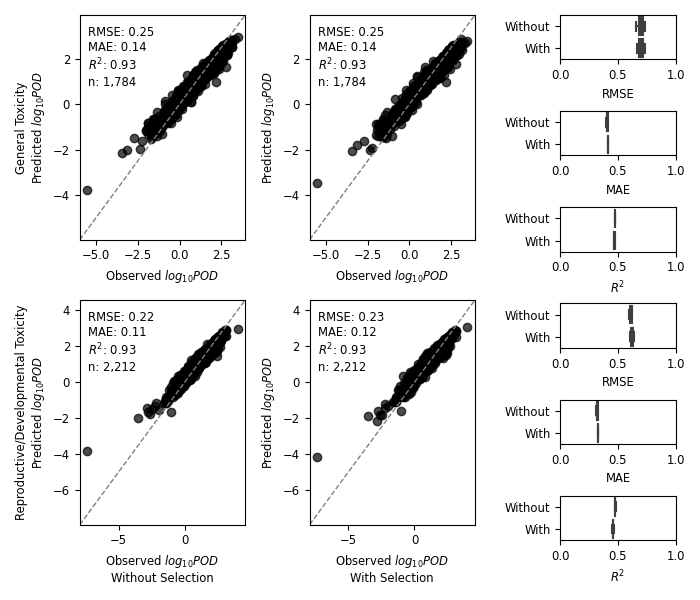 RMSE: 0.25
MAE: 0.14
R²: 0.93
n: 1,784
General Toxicity
Predicted log₁₀POD
2
0
−2
−4
−5.0 −2.5 0.0 2.5
Observed log₁₀POD
RMSE: 0.25
MAE: 0.14
R²: 0.93
n: 1,784
Predicted log₁₀POD
2
0
−2
−4
−5.0 −2.5 0.0 2.5
Observed log₁₀POD
Without
With
0.0 0.5 1.0
RMSE
Without
With
0.0 0.5 1.0
MAE
Without
With
0.0 0.5 1.0
R²
RMSE: 0.22
MAE: 0.11
R²: 0.93
n: 2,212
Reproductive/Developmental Toxicity
Predicted log₁₀POD
4
2
0
−2
−4
−6
−5 0
Observed log₁₀POD
Without Selection
RMSE: 0.23
MAE: 0.12
R²: 0.93
n: 2,212
Predicted log₁₀POD
4
2
0
−2
−4
−6
−5 0
Observed log₁₀POD
With Selection
Without
With
0.0 0.5 1.0
RMSE
Without
With
0.0 0.5 1.0
MAE
Without
With
0.0 0.5 1.0
R²